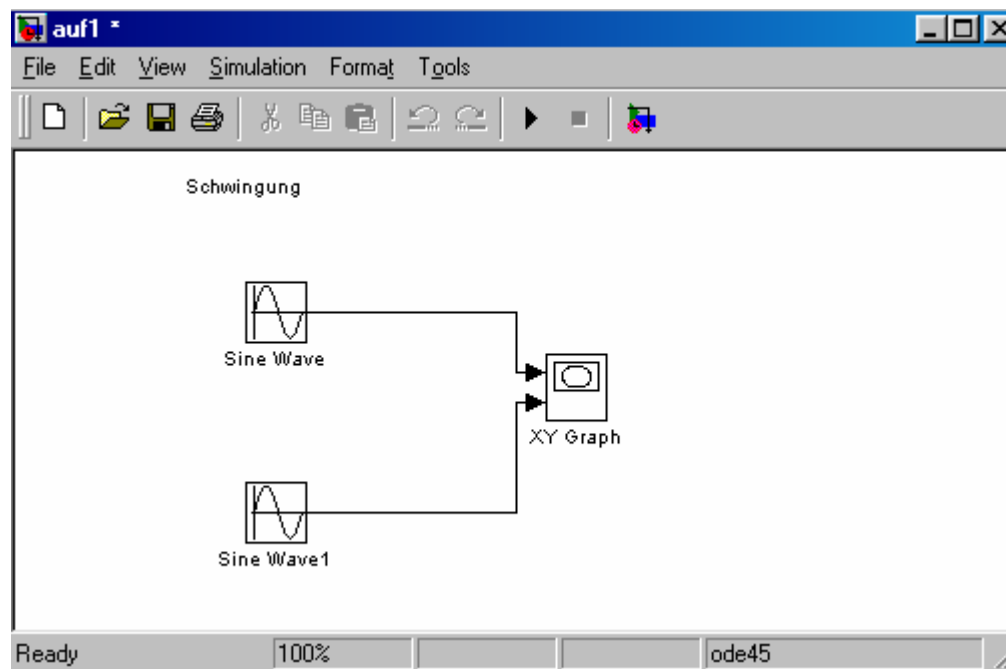 auf1 *
File Edit View Simulation Format Tools
Schwingung
Sine Wave
XY Graph
Sine Wave1
Ready 100% ode45